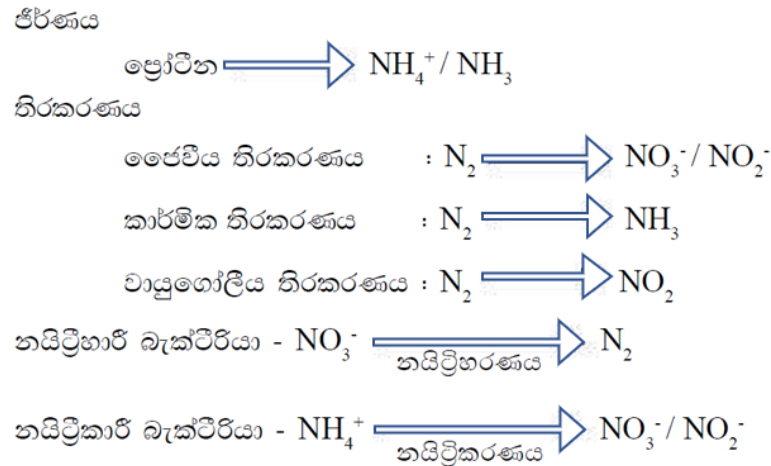 ජීර්ණය
ප්‍රෝටීන → NH₄⁺ / NH₃
තිරකරණය
ජෛවීය තිරකරණය : N₂ → NO₃⁻ / NO₂⁻
කාර්මික තිරකරණය : N₂ → NH₃
වායුගෝලීය තිරකරණය : N₂ → NO₂
නයිට්‍රීහාරී බැක්ටීරියා - NO₃⁻ → N₂
නයිට්‍රිහරණය
නයිට්‍රීකාරී බැක්ටීරියා - NH₄⁺ → NO₃⁻ / NO₂⁻
නයිට්‍රිකරණය